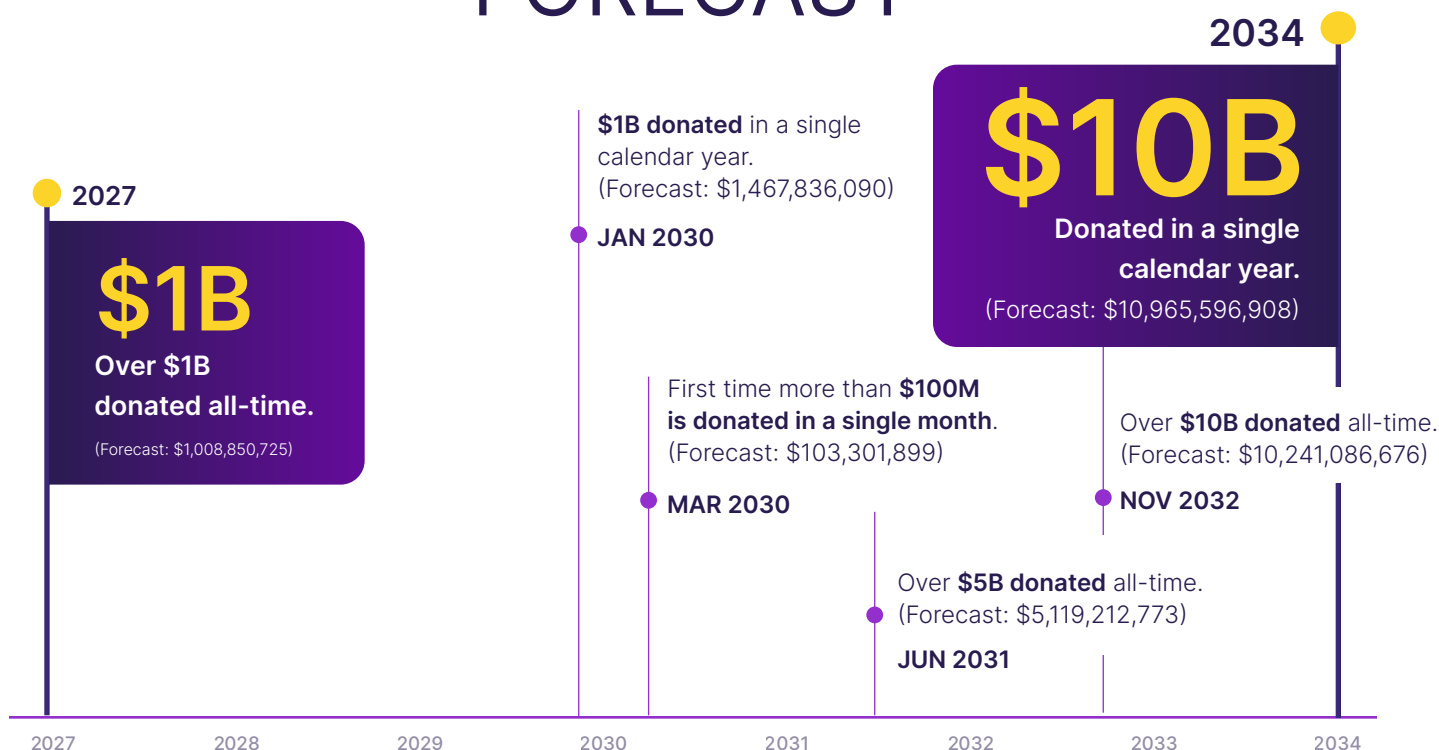 FORECAST
2034
$10B
Donated in a single
calendar year.
(Forecast: $10,965,596,908)
$1B donated in a single
calendar year.
(Forecast: $1,467,836,090)
JAN 2030
2027
$1B
Over $1B
donated all-time.
(Forecast: $1,008,850,725)
First time more than $100M
is donated in a single month.
(Forecast: $103,301,899)
MAR 2030
Over $10B donated all-time.
(Forecast: $10,241,086,676)
NOV 2032
Over $5B donated all-time.
(Forecast: $5,119,212,773)
JUN 2031
2027
2028
2029
2030
2031
2032
2033
2034